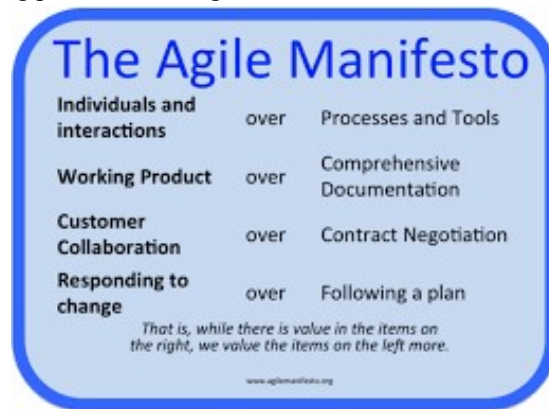 The Agile Manifesto
Individuals and
interactions over Processes and Tools
Working Product over Comprehensive
Documentation
Customer
Collaboration over Contract Negotiation
Responding to
change over Following a plan
That is, while there is value in the items on
the right, we value the items on the left more.
www.agilemanifesto.org